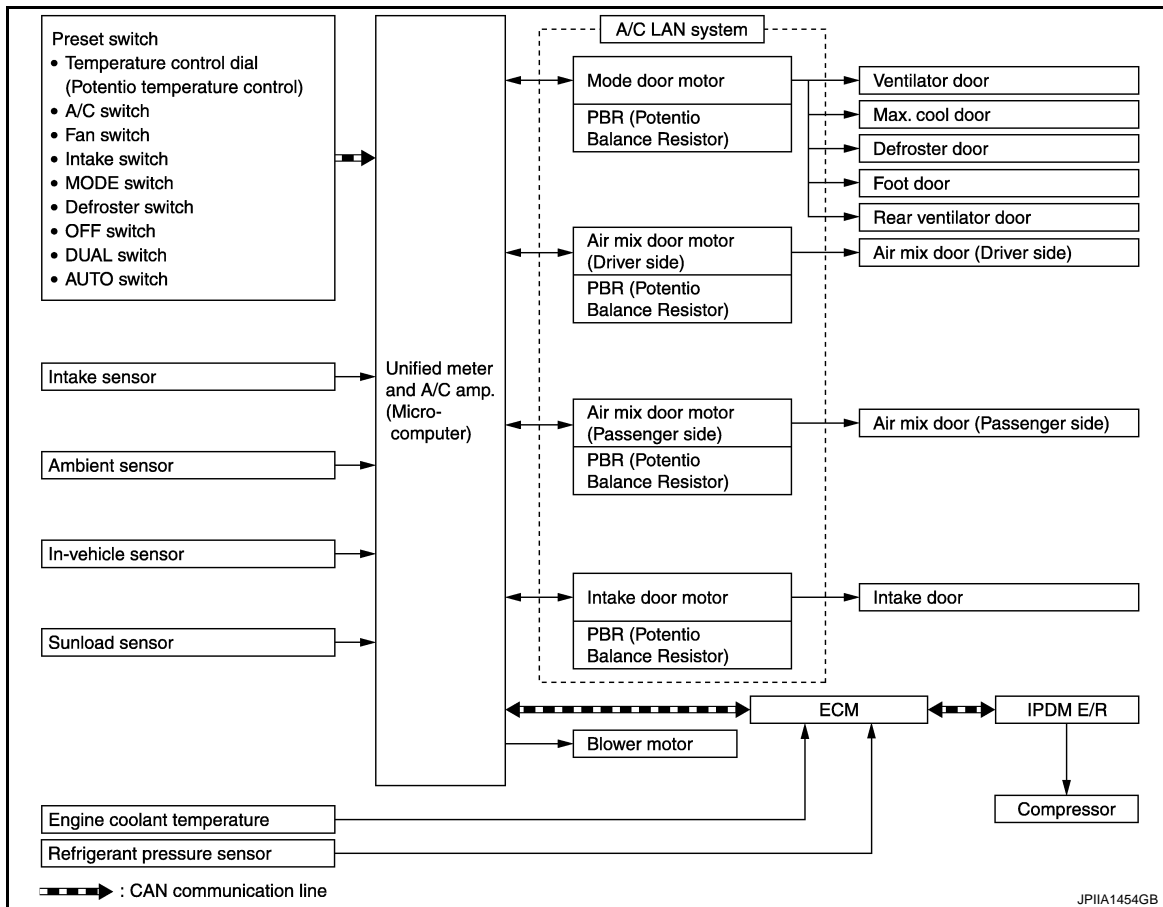 Preset switch
• Temperature control dial
(Potentio temperature control)
• A/C switch
• Fan switch
• Intake switch
• MODE switch
• Defroster switch
• OFF switch
• DUAL switch
• AUTO switch
Intake sensor
Ambient sensor
In-vehicle sensor
Sunload sensor
Unified meter
and A/C amp.
(Micro-
computer)
A/C LAN system
Mode door motor
PBR (Potentio
Balance Resistor)
Ventilator door
Max. cool door
Defroster door
Foot door
Rear ventilator door
Air mix door motor
(Driver side)
PBR (Potentio
Balance Resistor)
Air mix door (Driver side)
Air mix door motor
(Passenger side)
PBR (Potentio
Balance Resistor)
Air mix door (Passenger side)
Intake door motor
PBR (Potentio
Balance Resistor)
Intake door
ECM
IPDM E/R
Blower motor
Compressor
Engine coolant temperature
Refrigerant pressure sensor
: CAN communication line
JPIIA1454GB